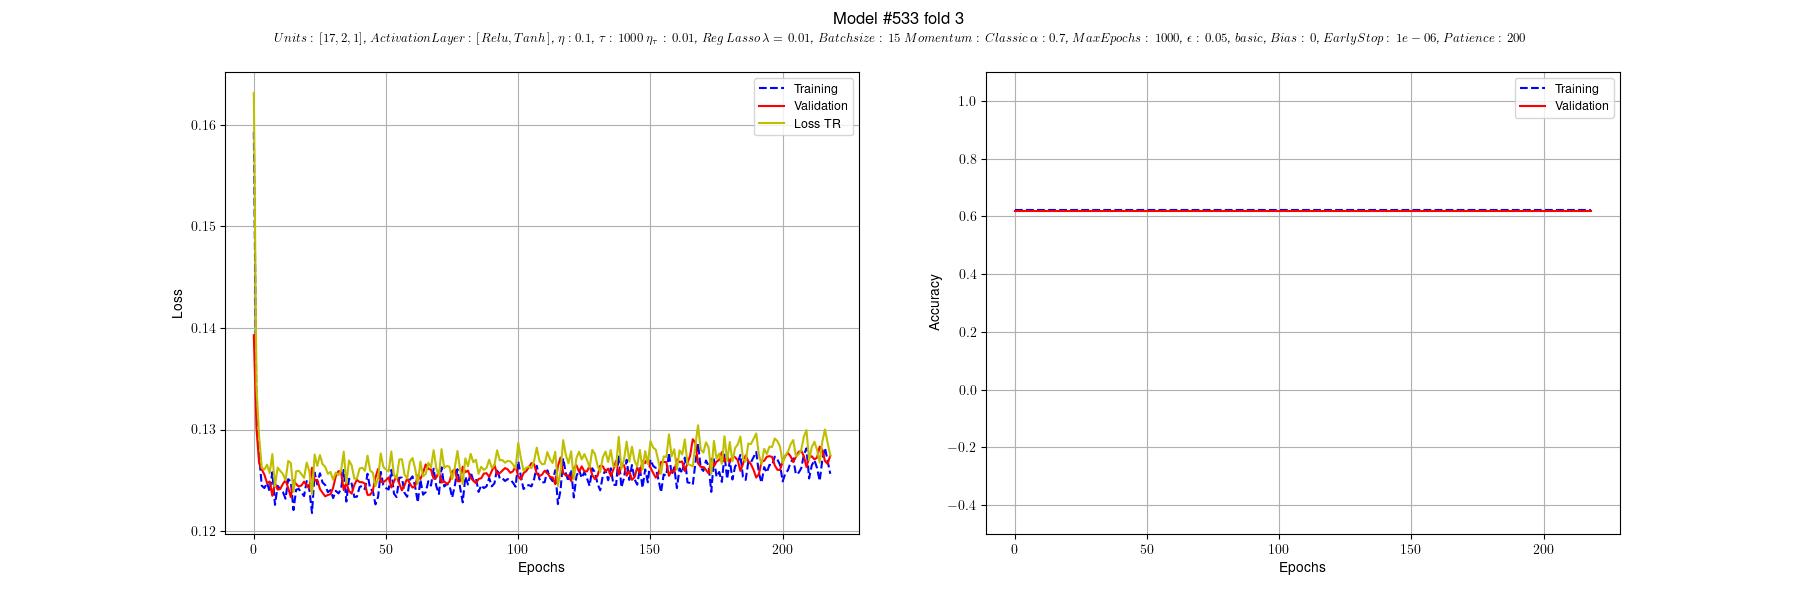 Model #533 fold 3
Units : [17, 2, 1], ActivationLayer : [Relu, Tanh], η : 0.1, τ : 1000 ητ : 0.01, Reg Lasso λ = 0.01, Batchsize : 15 Momentum : Classic α : 0.7, MaxEpochs : 1000, ϵ : 0.05, basic, Bias : 0, EarlyStop : 1e − 06, Patience : 200
Training
Validation
Loss TR
0.16
0.15
0.14
0.13
0.12
Loss
0
50
100
150
200
Epochs
Training
Validation
1.0
0.8
0.6
0.4
0.2
0.0
−0.2
−0.4
Accuracy
0
50
100
150
200
Epochs